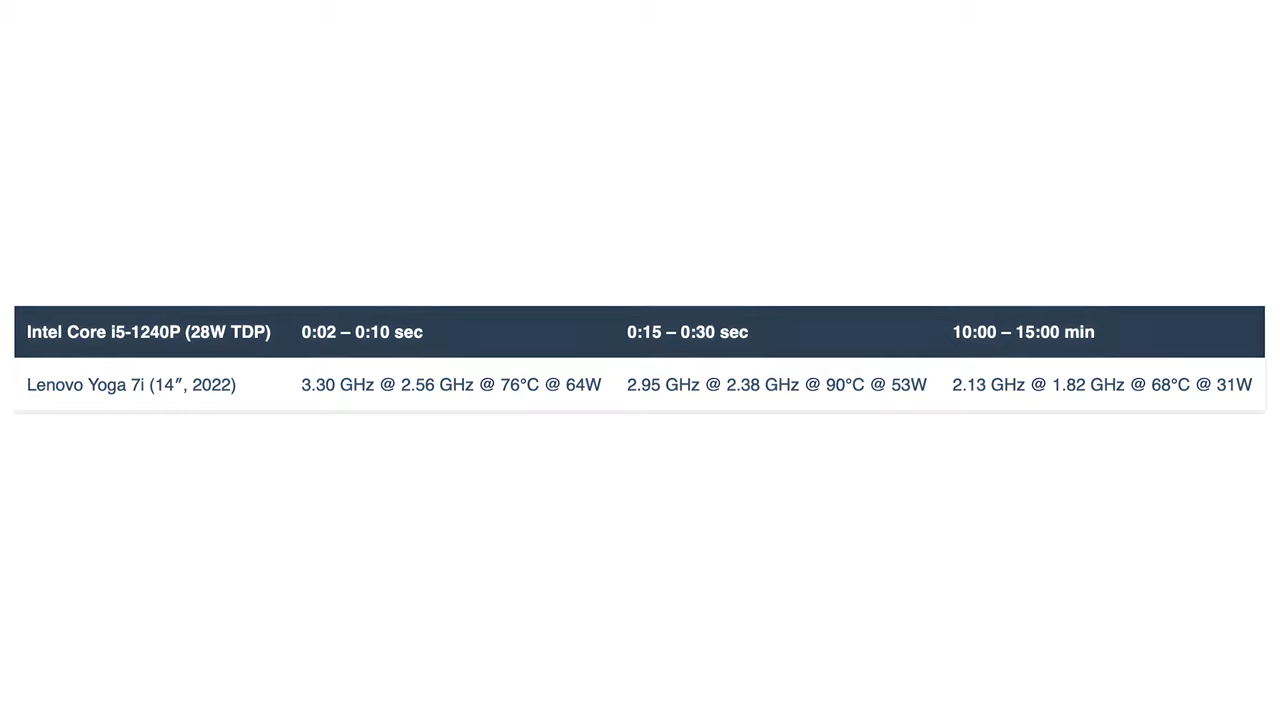 Intel Core i5-1240P (28W TDP) 0:02 – 0:10 sec 0:15 – 0:30 sec 10:00 – 15:00 min
Lenovo Yoga 7i (14″, 2022) 3.30 GHz @ 2.56 GHz @ 76°C @ 64W 2.95 GHz @ 2.38 GHz @ 90°C @ 53W 2.13 GHz @ 1.82 GHz @ 68°C @ 31W